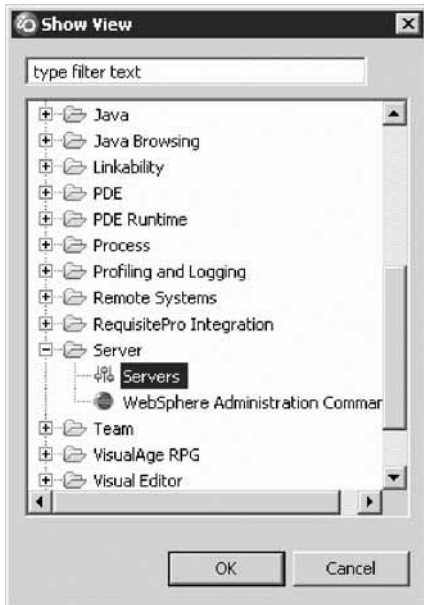 Show View
type filter text
Java
Java Browsing
Linkability
PDE
PDE Runtime
Process
Profiling and Logging
Remote Systems
RequisitePro Integration
Server
Servers
WebSphere Administration Commar
Team
VisualAge RPG
Visual Editor
OK
Cancel